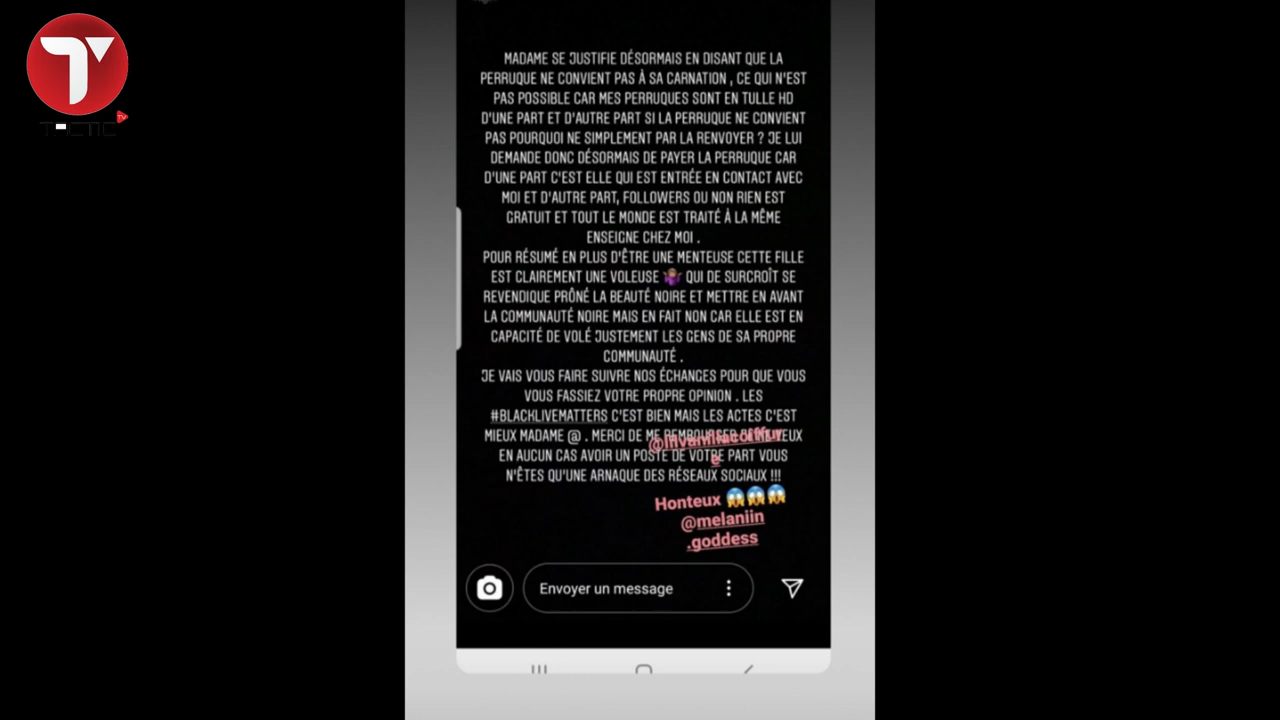 MADAME SE JUSTIFIE DÉSORMAIS EN DISANT QUE LA
PERRUQUE NE CONVIENT PAS À SA CARNATION , CE QUI N'EST
PAS POSSIBLE CAR MES PERRUQUES SONT EN TULLE HD
D'UNE PART ET D'AUTRE PART SI LA PERRUQUE NE CONVIENT
PAS POURQUOI NE SIMPLEMENT PAR LA RENVOYER ? JE LUI
DEMANDE DONC DÉSORMAIS DE PAYER LA PERRUQUE CAR
D'UNE PART C'EST ELLE QUI EST ENTRÉE EN CONTACT AVEC
MOI ET D'AUTRE PART, FOLLOWERS OU NON RIEN EST
GRATUIT ET TOUT LE MONDE EST TRAITÉ À LA MÊME
ENSEIGNE CHEZ MOI .
POUR RÉSUMÉ EN PLUS D'ÊTRE UNE MENTEUSE CETTE FILLE
EST CLAIREMENT UNE VOLEUSE 🤷🏽‍♀️ QUI DE SURCROÎT SE
REVENDIQUE PRÔNÉ LA BEAUTÉ NOIRE ET METTRE EN AVANT
LA COMMUNAUTÉ NOIRE MAIS EN FAIT NON CAR ELLE EST EN
CAPACITÉ DE VOLÉ JUSTEMENT LES GENS DE SA PROPRE
COMMUNAUTÉ .
JE VAIS VOUS FAIRE SUIVRE NOS ÉCHANGES POUR QUE VOUS
VOUS FASSIEZ VOTRE PROPRE OPINION . LES
#BLACKLIVEMATTERS C'EST BIEN MAIS LES ACTES C'EST
MIEUX MADAME @ . MERCI DE ME REMBOURSER
EN AUCUN CAS AVOIR UN POSTE DE VOTRE PART VOUS
N'ÊTES QU'UNE ARNAQUE DES RÉSEAUX SOCIAUX !!!
Honteux 😱😱😱
@melaniin
.goddess
Envoyer un message